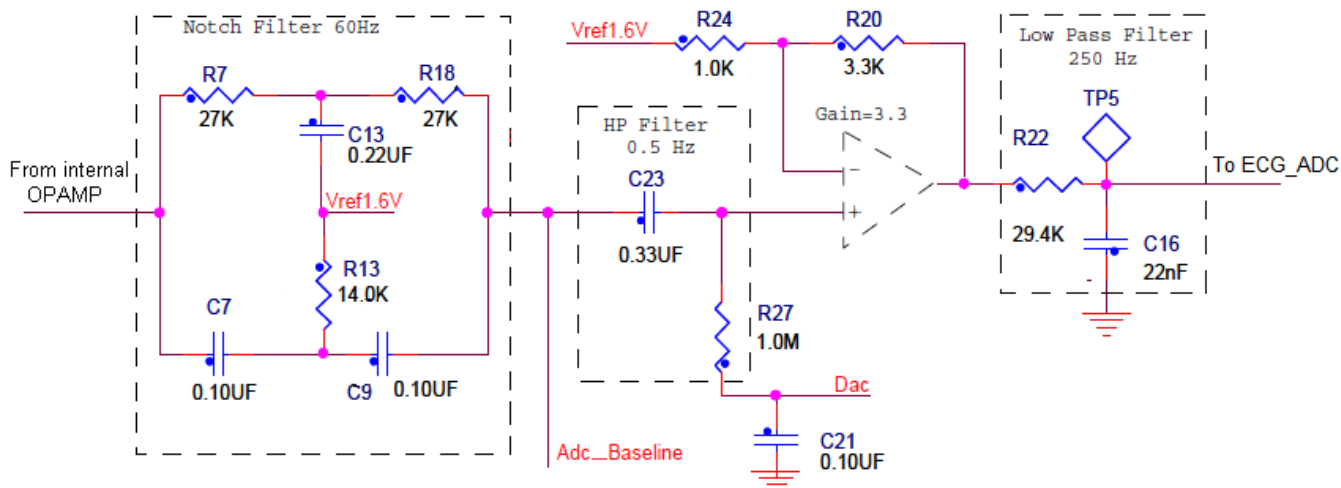 Notch Filter 60Hz
R7
27K
R18
27K
C13
0.22UF
From internal
OPAMP
Vref1.6V
R13
14.0K
C7
0.10UF
C9
0.10UF
Adc_Baseline
HP Filter
0.5 Hz
C23
0.33UF
R27
1.0M
Dac
C21
0.10UF
Vref1.6V
R24
1.0K
R20
3.3K
Gain=3.3
-
+
Low Pass Filter
250 Hz
TP5
R22
29.4K
C16
22nF
To ECG_ADC